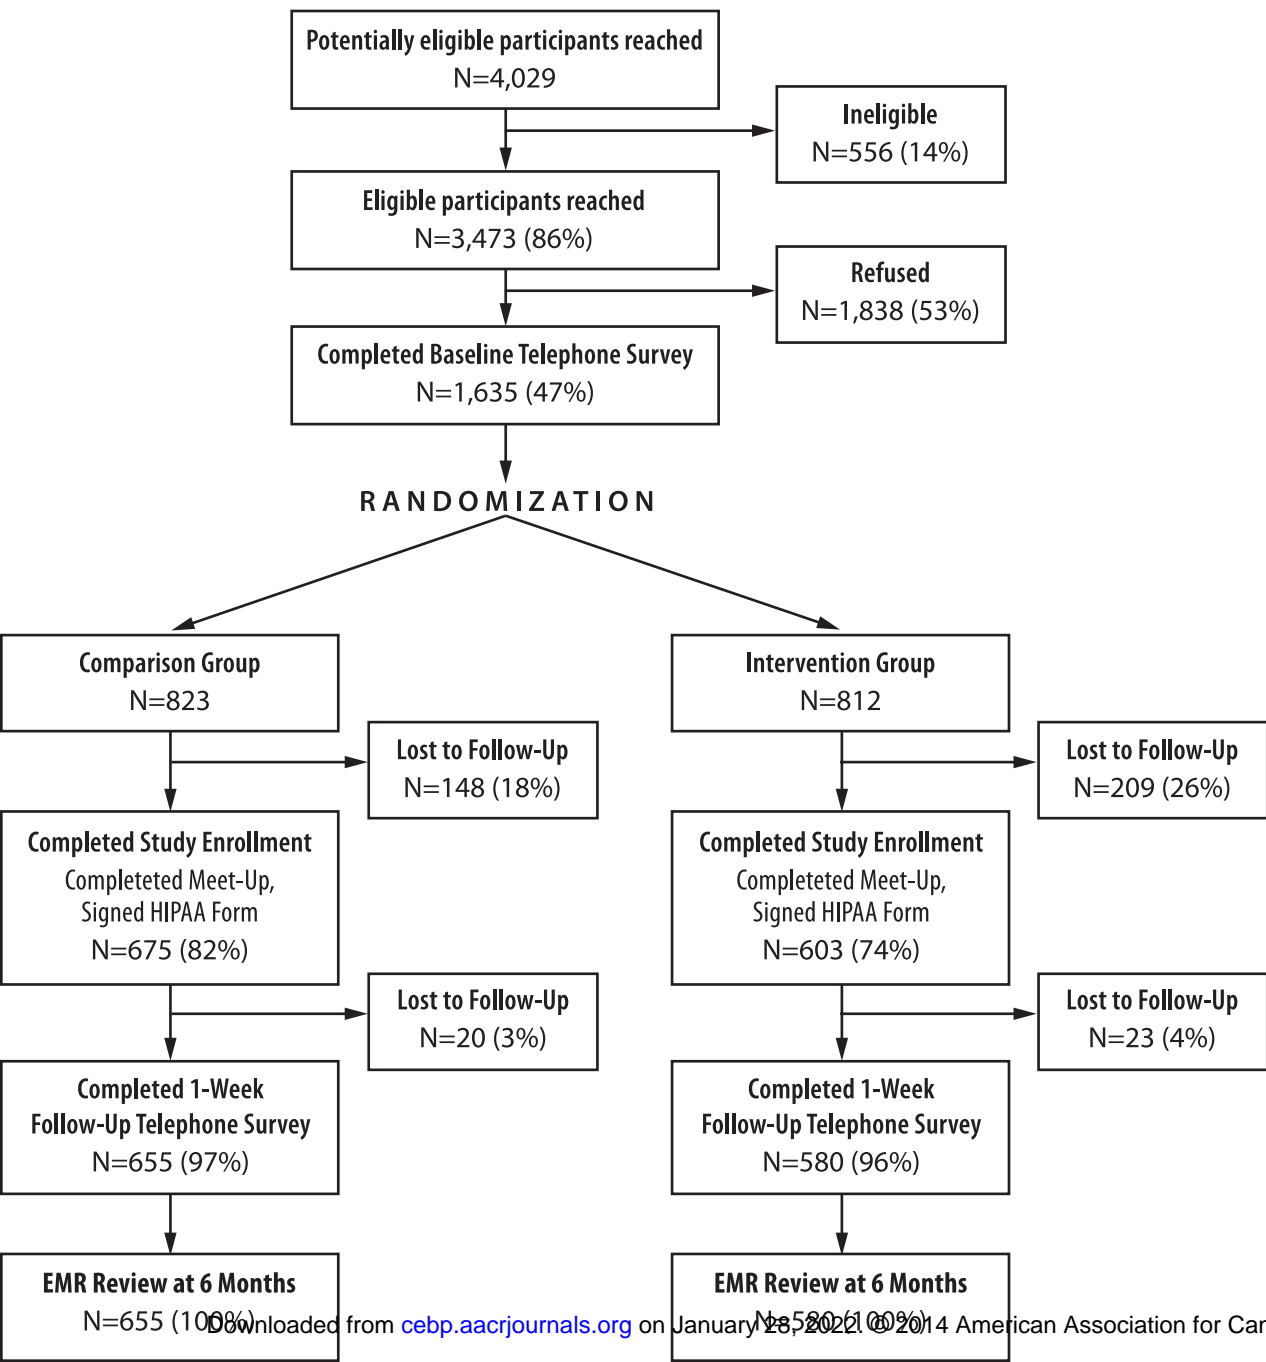 Potentially eligible participants reached
N=4,029
Ineligible
N=556 (14%)
Eligible participants reached
N=3,473 (86%)
Refused
N=1,838 (53%)
Completed Baseline Telephone Survey
N=1,635 (47%)
RANDOMIZATION
Comparison Group
N=823
Intervention Group
N=812
Lost to Follow-Up
N=148 (18%)
Lost to Follow-Up
N=209 (26%)
Completed Study Enrollment
Completeted Meet-Up,
Signed HIPAA Form
N=675 (82%)
Completed Study Enrollment
Completeted Meet-Up,
Signed HIPAA Form
N=603 (74%)
Lost to Follow-Up
N=20 (3%)
Lost to Follow-Up
N=23 (4%)
Completed 1-Week
Follow-Up Telephone Survey
N=655 (97%)
Completed 1-Week
Follow-Up Telephone Survey
N=580 (96%)
EMR Review at 6 Months
N=655 (100%)
EMR Review at 6 Months
N=580 (100%)
Downloaded from cebp.aacrjournals.org on January 28, 2022. © 2014 American Association for Can